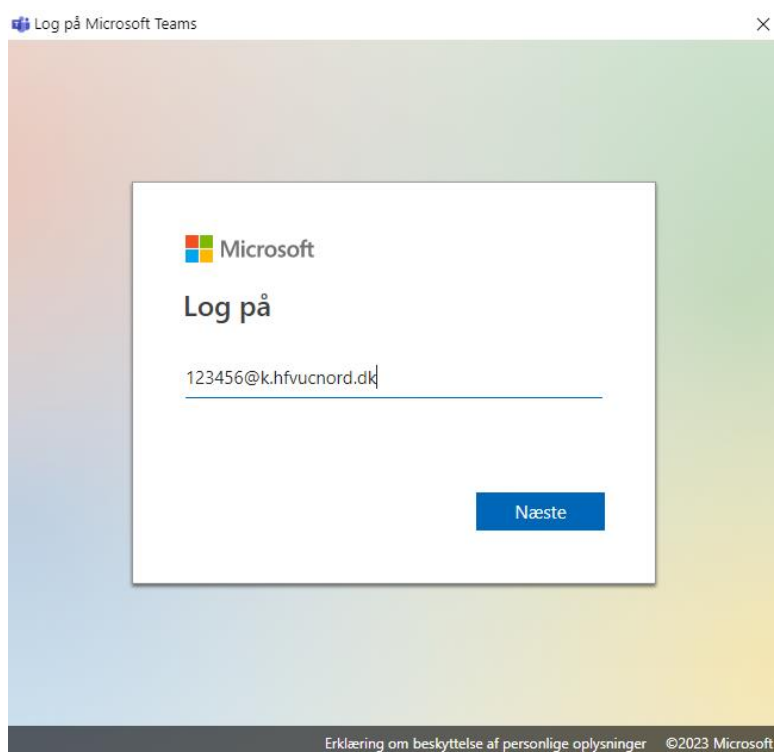 Log på Microsoft Teams
Microsoft
Log på
123456@k.hfvucnord.dk
Næste
Erklæring om beskyttelse af personlige oplysninger ©2023 Microsoft